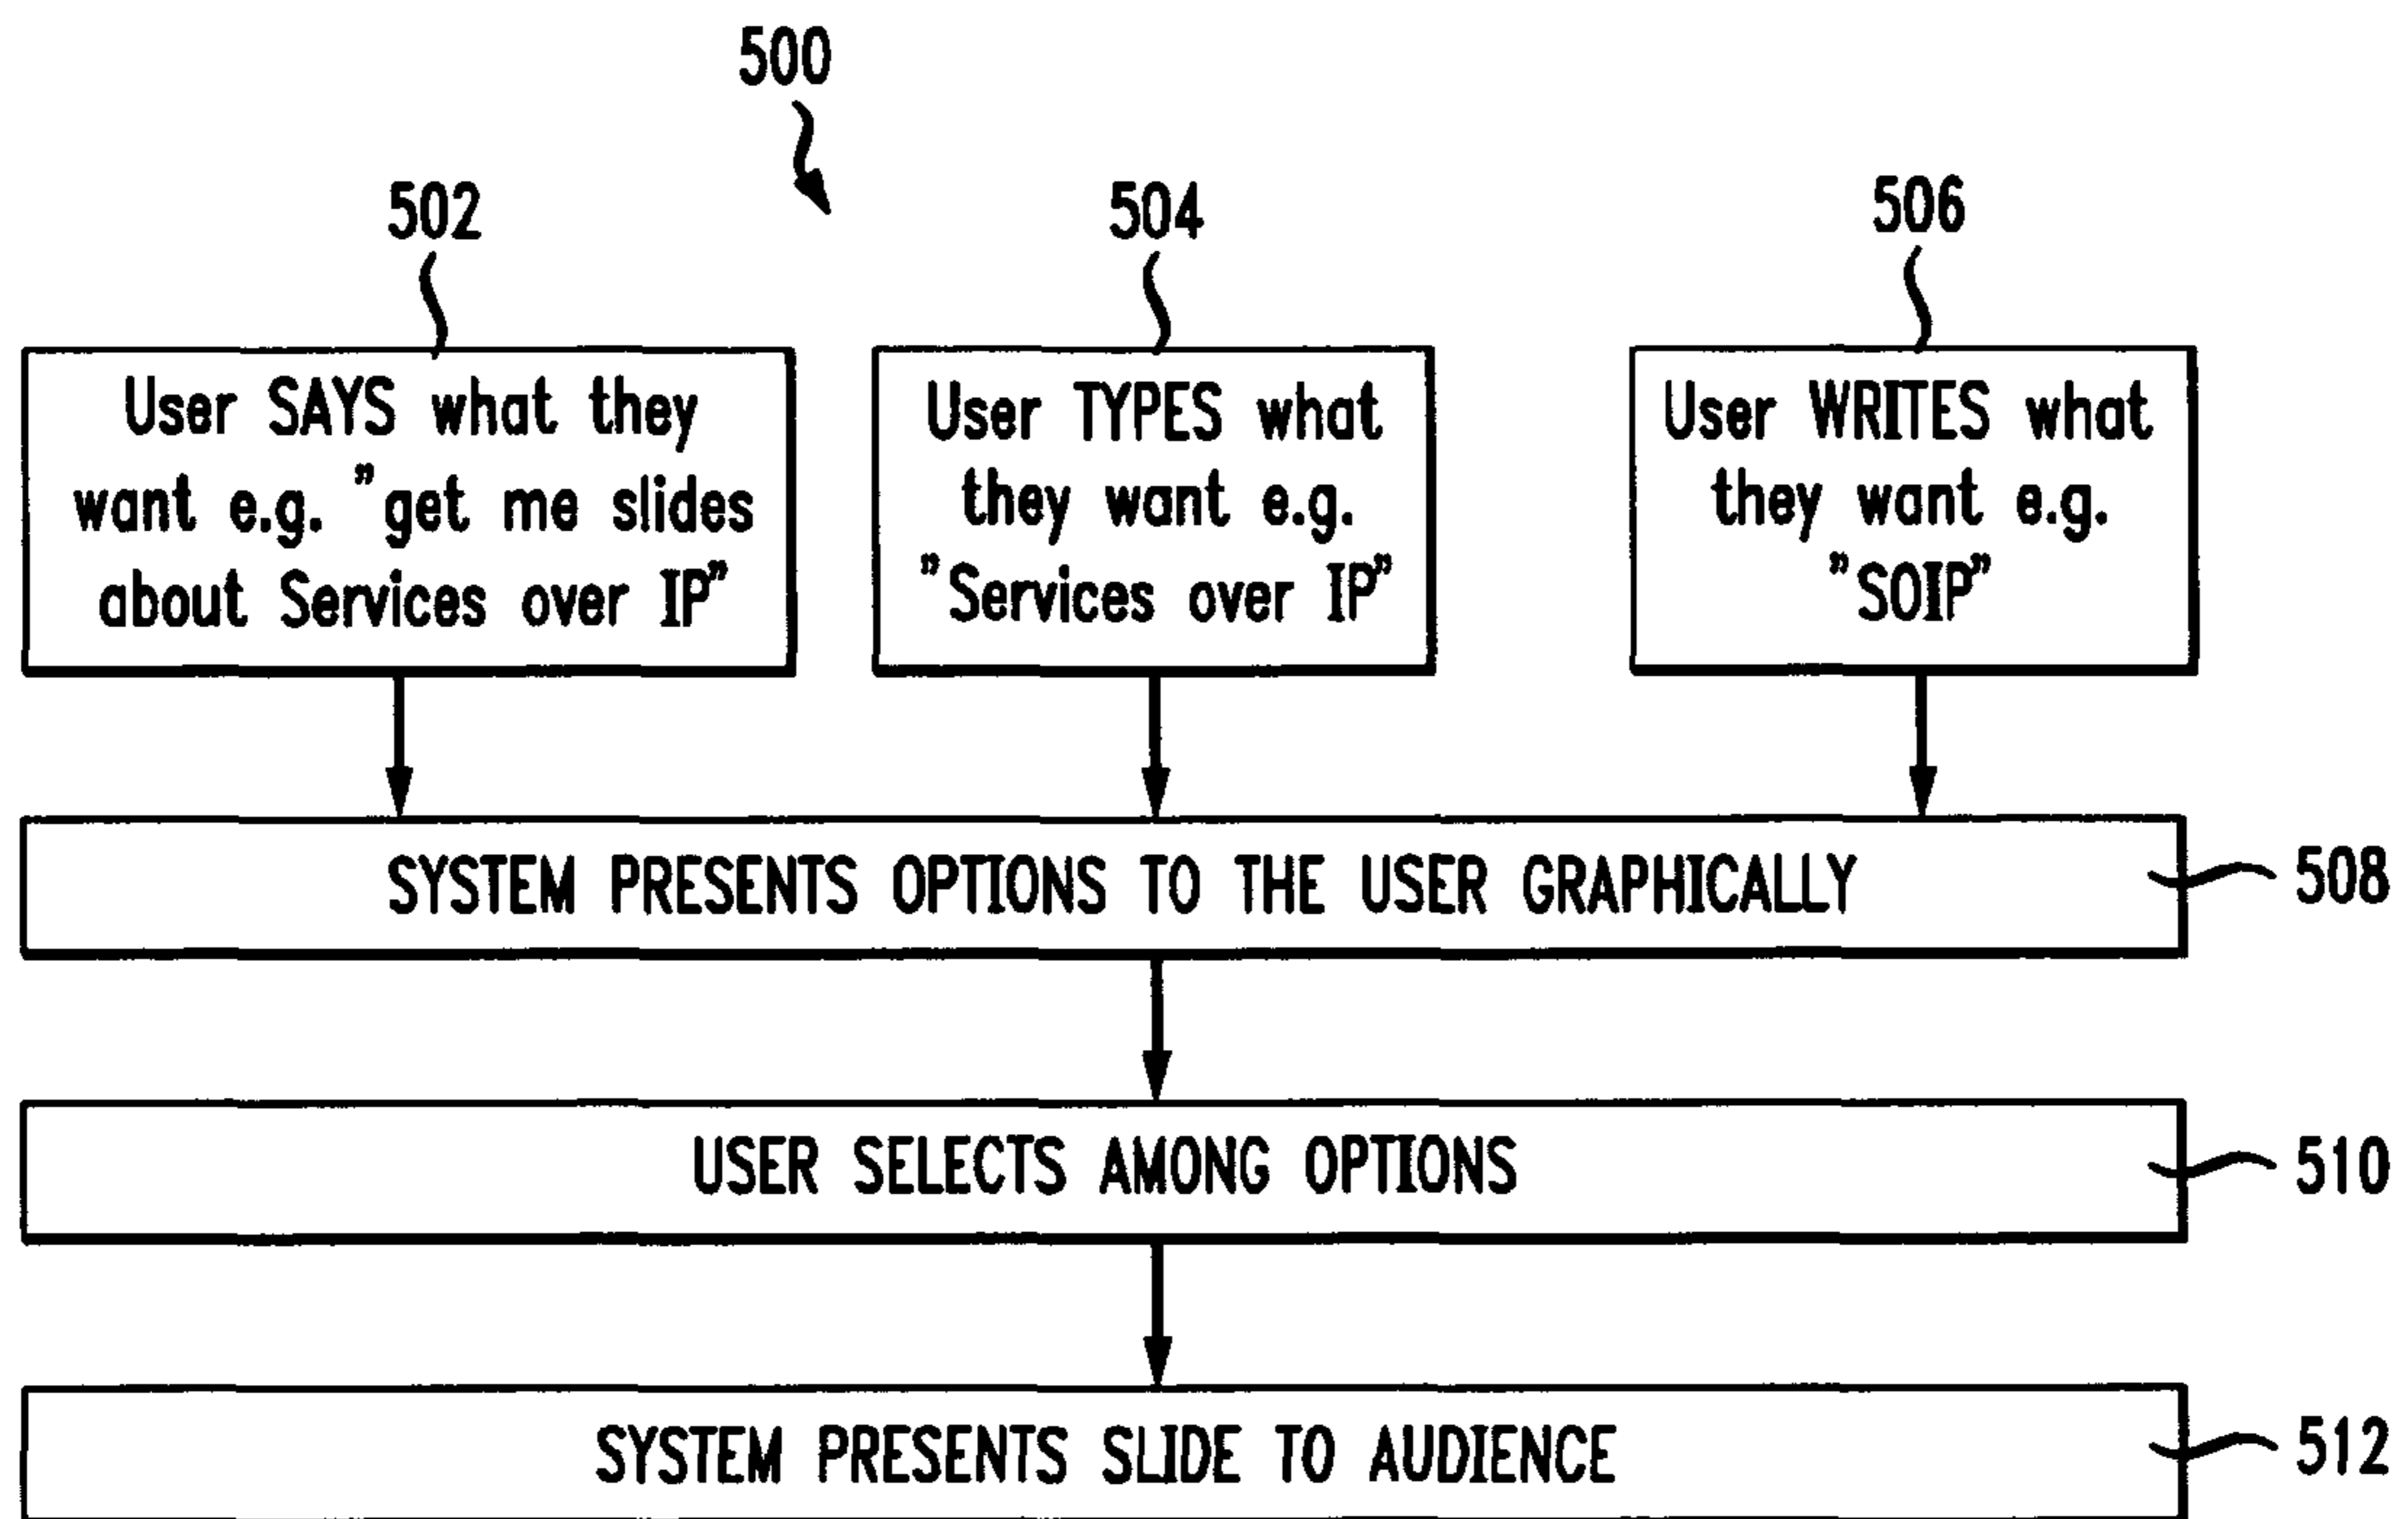 500
502
504
506
User SAYS what they
want e.g. "get me slides
about Services over IP"
User TYPES what
they want e.g.
"Services over IP"
User WRITES what
they want e.g.
"SOIP"
SYSTEM PRESENTS OPTIONS TO THE USER GRAPHICALLY
508
USER SELECTS AMONG OPTIONS
510
SYSTEM PRESENTS SLIDE TO AUDIENCE
512